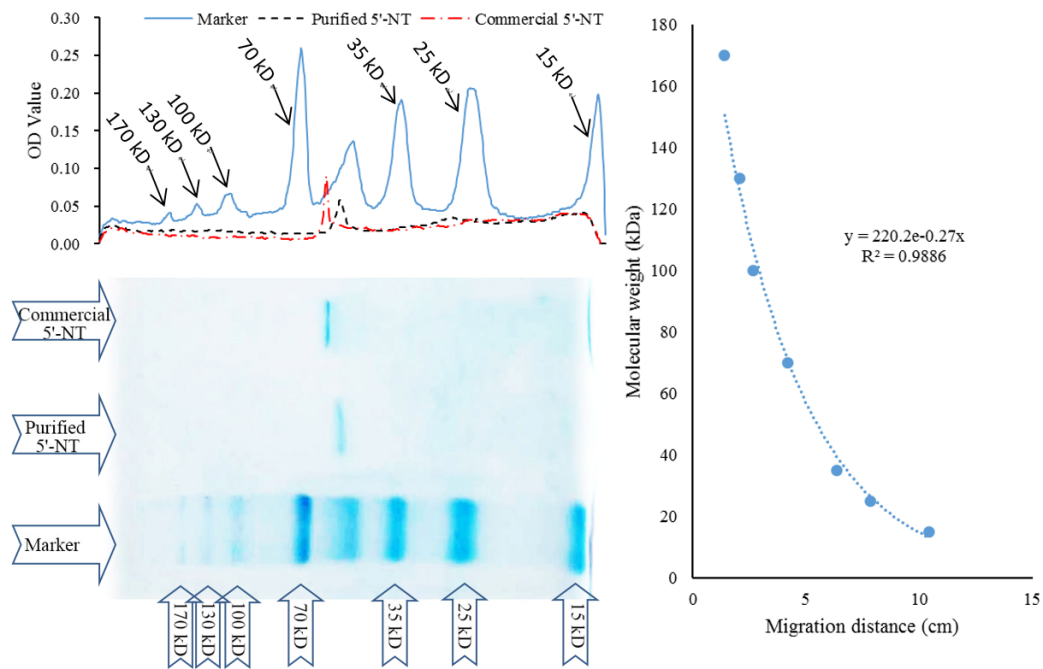 Marker Purified 5'-NT Commercial 5'-NT
0.30
0.25
0.20
0.15
0.10
0.05
0.00
OD Value
170 kD
130 kD
100 kD
70 kD
35 kD
25 kD
15 kD
Commercial
5'-NT
Purified
5'-NT
Marker
170 kD
130 kD
100 kD
70 kD
35 kD
25 kD
15 kD
180
160
140
120
100
80
60
40
20
0
Molecular weight (kDa)
y = 220.2e-0.27x
R² = 0.9886
0 5 10 15
Migration distance (cm)